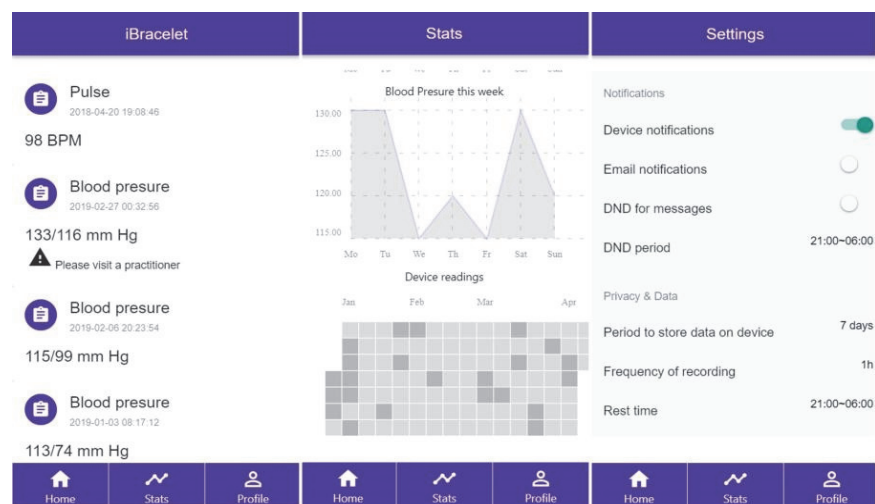 iBracelet
Pulse
2018-04-20 19:08:46
98 BPM
Blood presure
2019-02-27 00:32:56
133/116 mm Hg
Please visit a practitioner
Blood presure
2019-02-06 20:23:54
115/99 mm Hg
Blood presure
2019-01-03 08:17:12
113/74 mm Hg
Home Stats Profile
Stats
Blood Presure this week
130.00
125.00
120.00
115.00
Mo Tu We Th Fr Sat Sun
Device readings
Jan Feb Mar Apr
Home Stats Profile
Settings
Notifications
Device notifications
Email notifications
DND for messages
DND period 21:00~06:00
Privacy & Data
Period to store data on device 7 days
Frequency of recording 1h
Rest time 21:00~06:00
Home Stats Profile